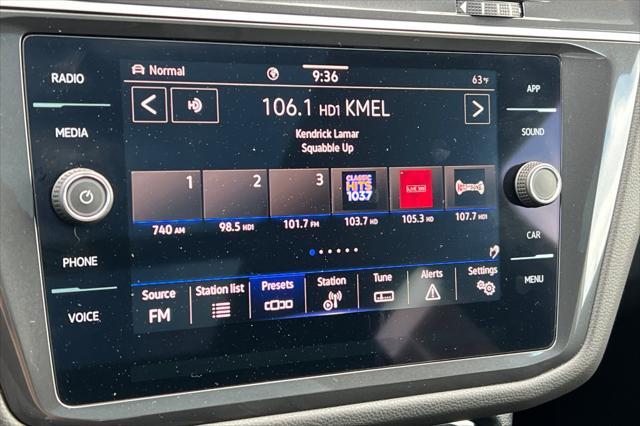 RADIO
MEDIA
PHONE
VOICE
Normal
9:36
63°F
106.1 HD1 KMEL
Kendrick Lamar
Squabble Up
1
2
3
CLASSIC
HITS
103.7
LIVE 105
740 AM
98.5 HD1
101.7 FM
103.7 HD
105.3 HD
107.7 HD1
Source
FM
Station list
Presets
Station
Tune
Alerts
Settings
APP
SOUND
CAR
MENU